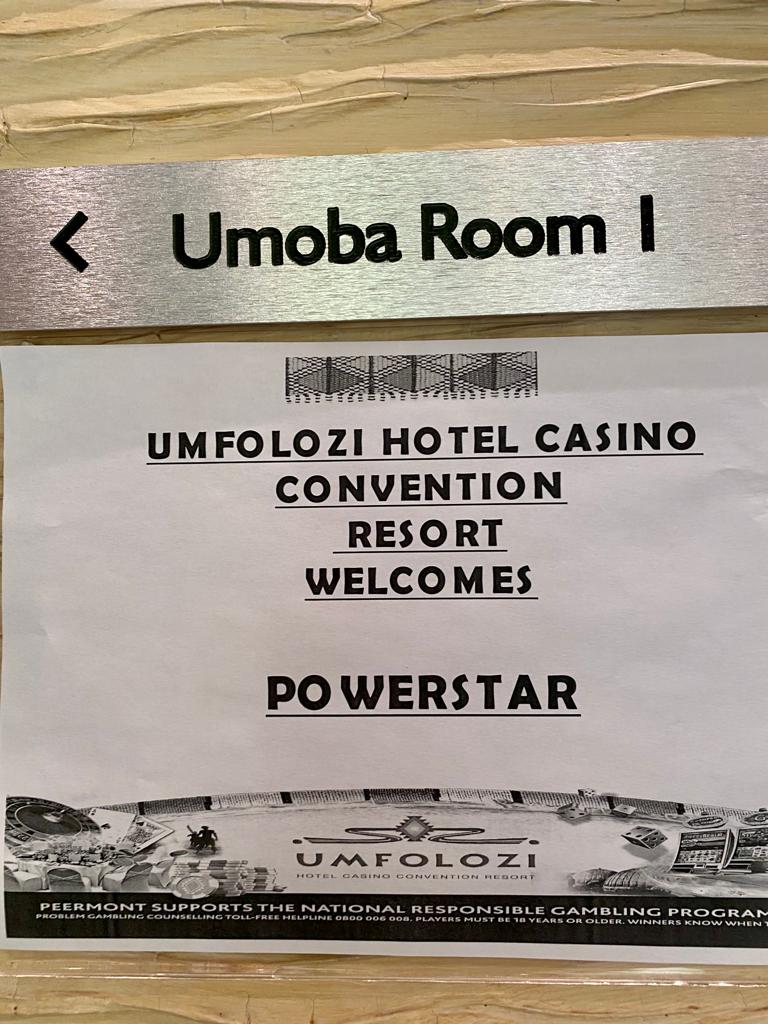 < Umoba Room 1
UMFOLOZI HOTEL CASINO
CONVENTION
RESORT
WELCOMES
POWERSTAR
UMFOLOZI
HOTEL CASINO CONVENTION RESORT
PEERMONT SUPPORTS THE NATIONAL RESPONSIBLE GAMBLING PROGRAM
PROBLEM GAMBLING COUNSELLING TOLL-FREE HELPLINE 0800 006 008. PLAYERS MUST BE 18 YEARS OR OLDER. WINNERS KNOW WHEN